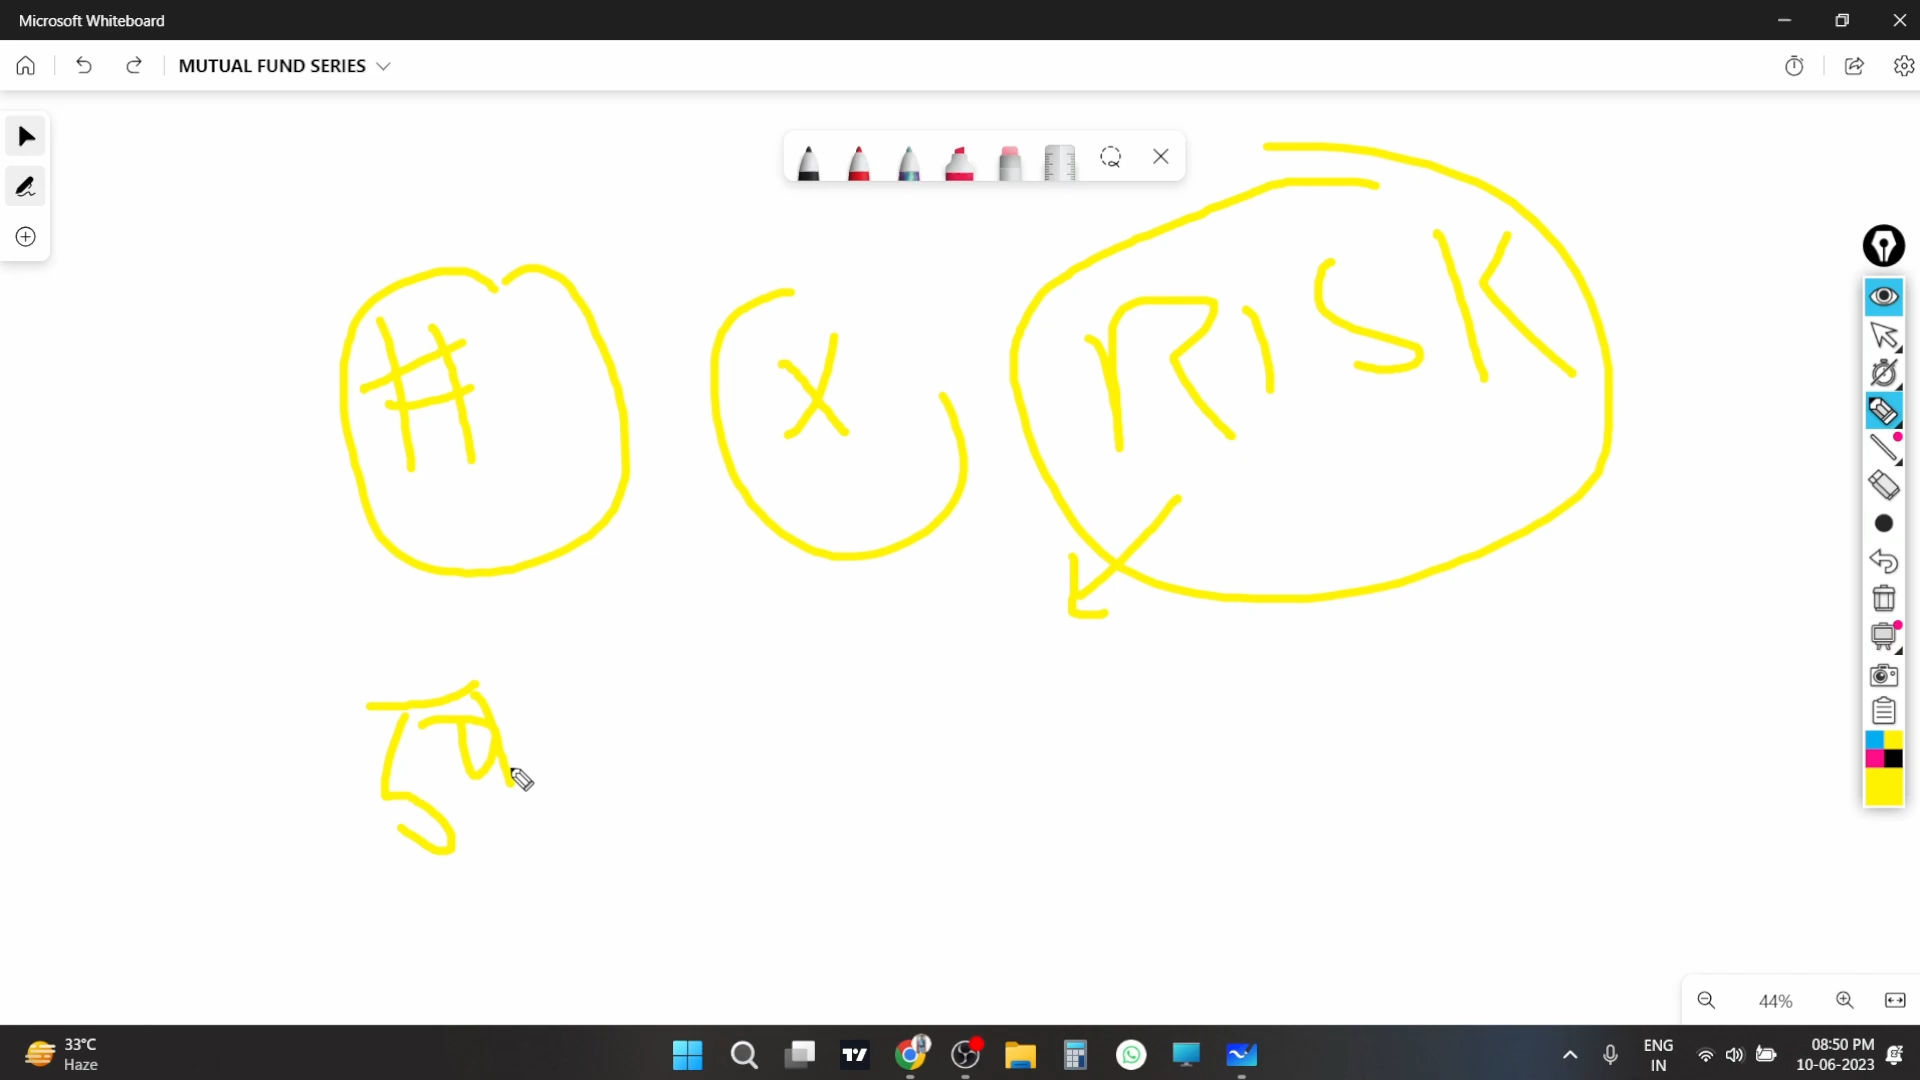 Microsoft Whiteboard
MUTUAL FUND SERIES
# X RISK
44%
33°C
Haze
ENG
IN
08:50 PM
10-06-2023